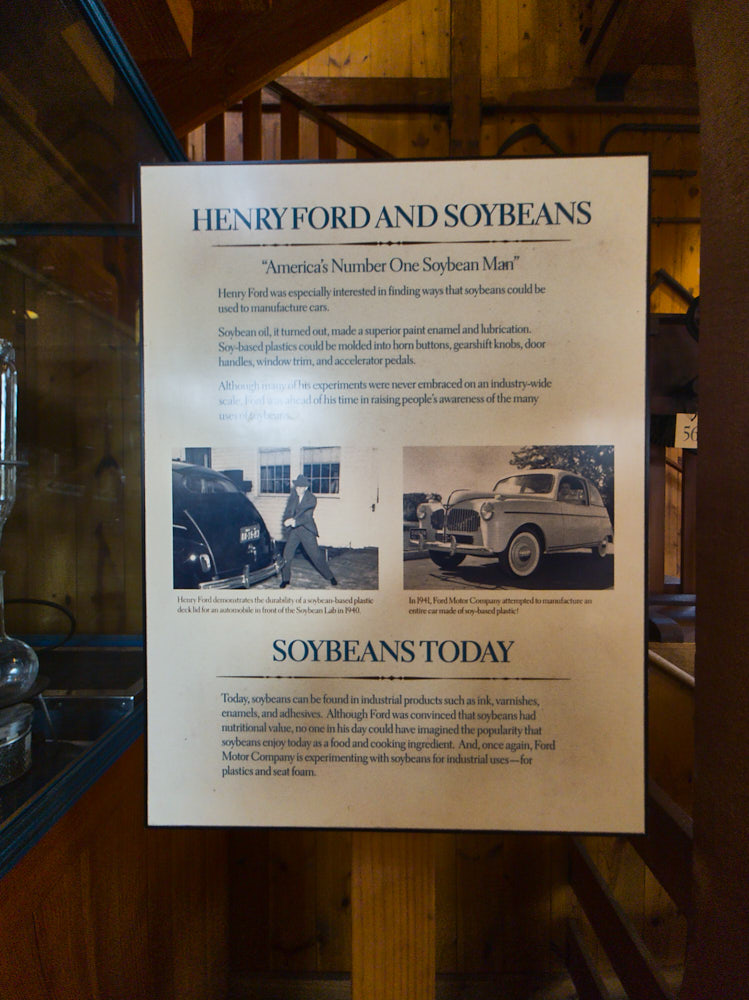 HENRY FORD AND SOYBEANS
“America’s Number One Soybean Man”
Henry Ford was especially interested in finding ways that soybeans could be
used to manufacture cars.
Soybean oil, it turned out, made a superior paint enamel and lubrication.
Soy-based plastics could be molded into horn buttons, gearshift knobs, door
handles, window trim, and accelerator pedals.
Although many of his experiments were never embraced on an industry-wide
scale, Ford was ahead of his time in raising people’s awareness of the many
uses of soybeans.
56
Henry Ford demonstrates the durability of a soybean-based plastic
deck lid for an automobile in front of the Soybean Lab in 1940.
In 1941, Ford Motor Company attempted to manufacture an
entire car made of soy-based plastic!
SOYBEANS TODAY
Today, soybeans can be found in industrial products such as ink, varnishes,
enamels, and adhesives. Although Ford was convinced that soybeans had
nutritional value, no one in his day could have imagined the popularity that
soybeans enjoy today as a food and cooking ingredient. And, once again, Ford
Motor Company is experimenting with soybeans for industrial uses—for
plastics and seat foam.